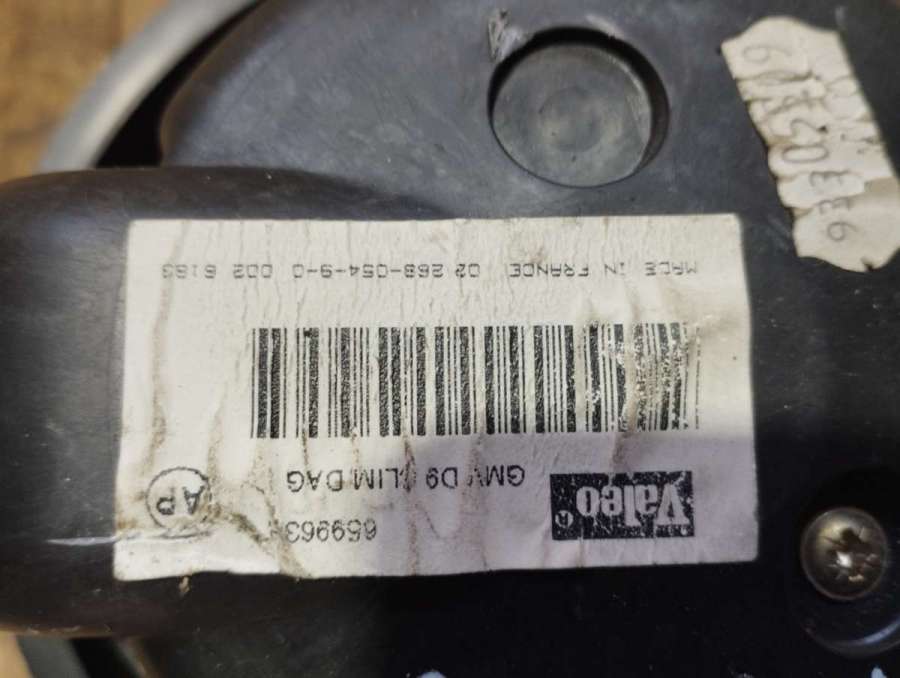 Valeo
659963
AP
GMV D9 CLIM DAG
MADE IN FRANCE 02 268-054-9-0 002 6183